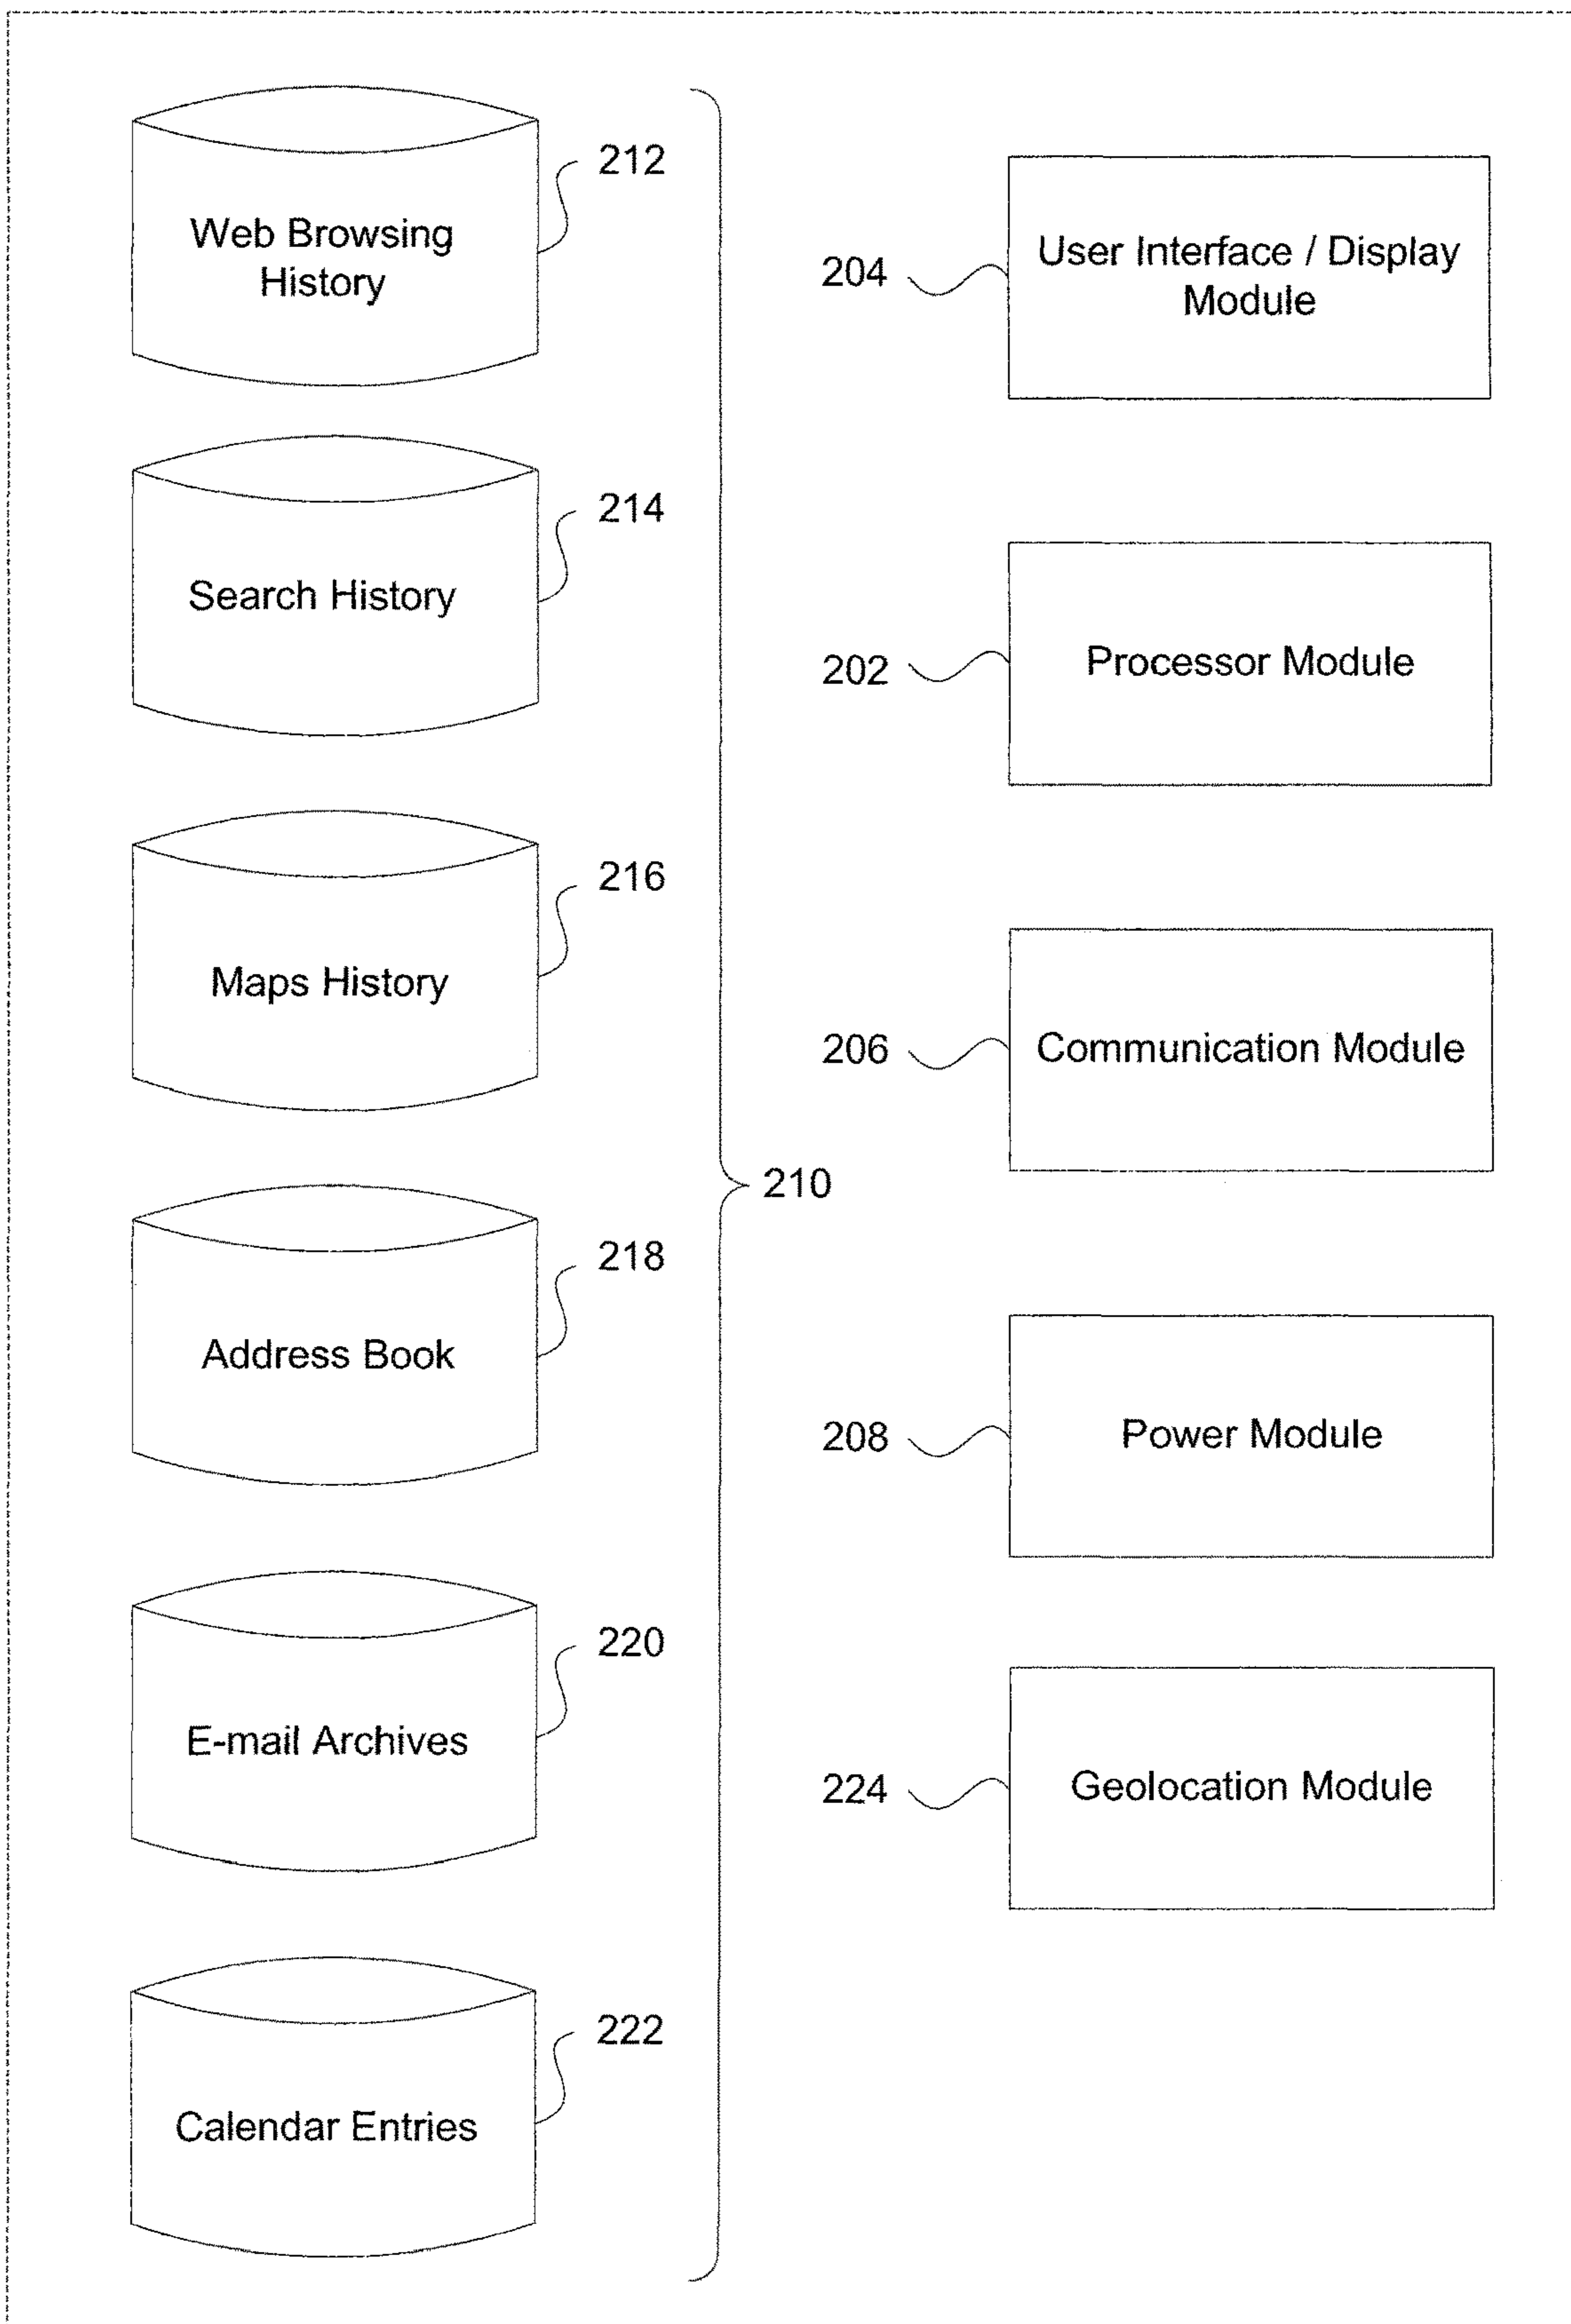 212
Web Browsing
History
214
Search History
216
Maps History
218
Address Book
220
E-mail Archives
222
Calendar Entries
210
204
User Interface / Display
Module
202
Processor Module
206
Communication Module
208
Power Module
224
Geolocation Module